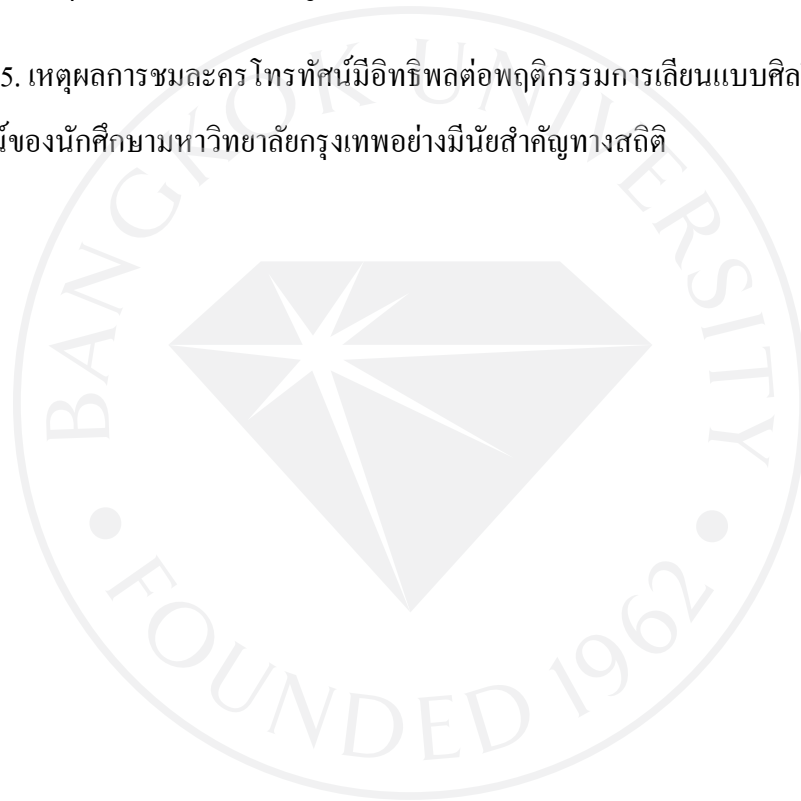 5. เหตุผลการชมละครโทรทัศน์มีอิทธิพลต่อพฤติกรรมการเลียนแบบศิล
น์ของนักศึกษามหาวิทยาลัยกรุงเทพอย่างมีนัยสำคัญทางสถิติ
BANGKOK UNIVERSITY
FOUNDED 1962